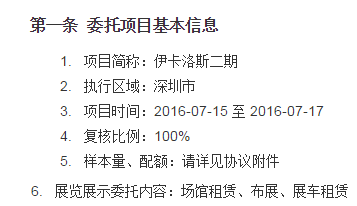 第一条 委托项目基本信息
1. 项目简称：伊卡洛斯二期
2. 执行区域：深圳市
3. 项目时间：2016-07-15 至 2016-07-17
4. 复核比例：100%
5. 样本量、配额：请详见协议附件
6. 展览展示委托内容：场馆租赁、布展、展车租赁